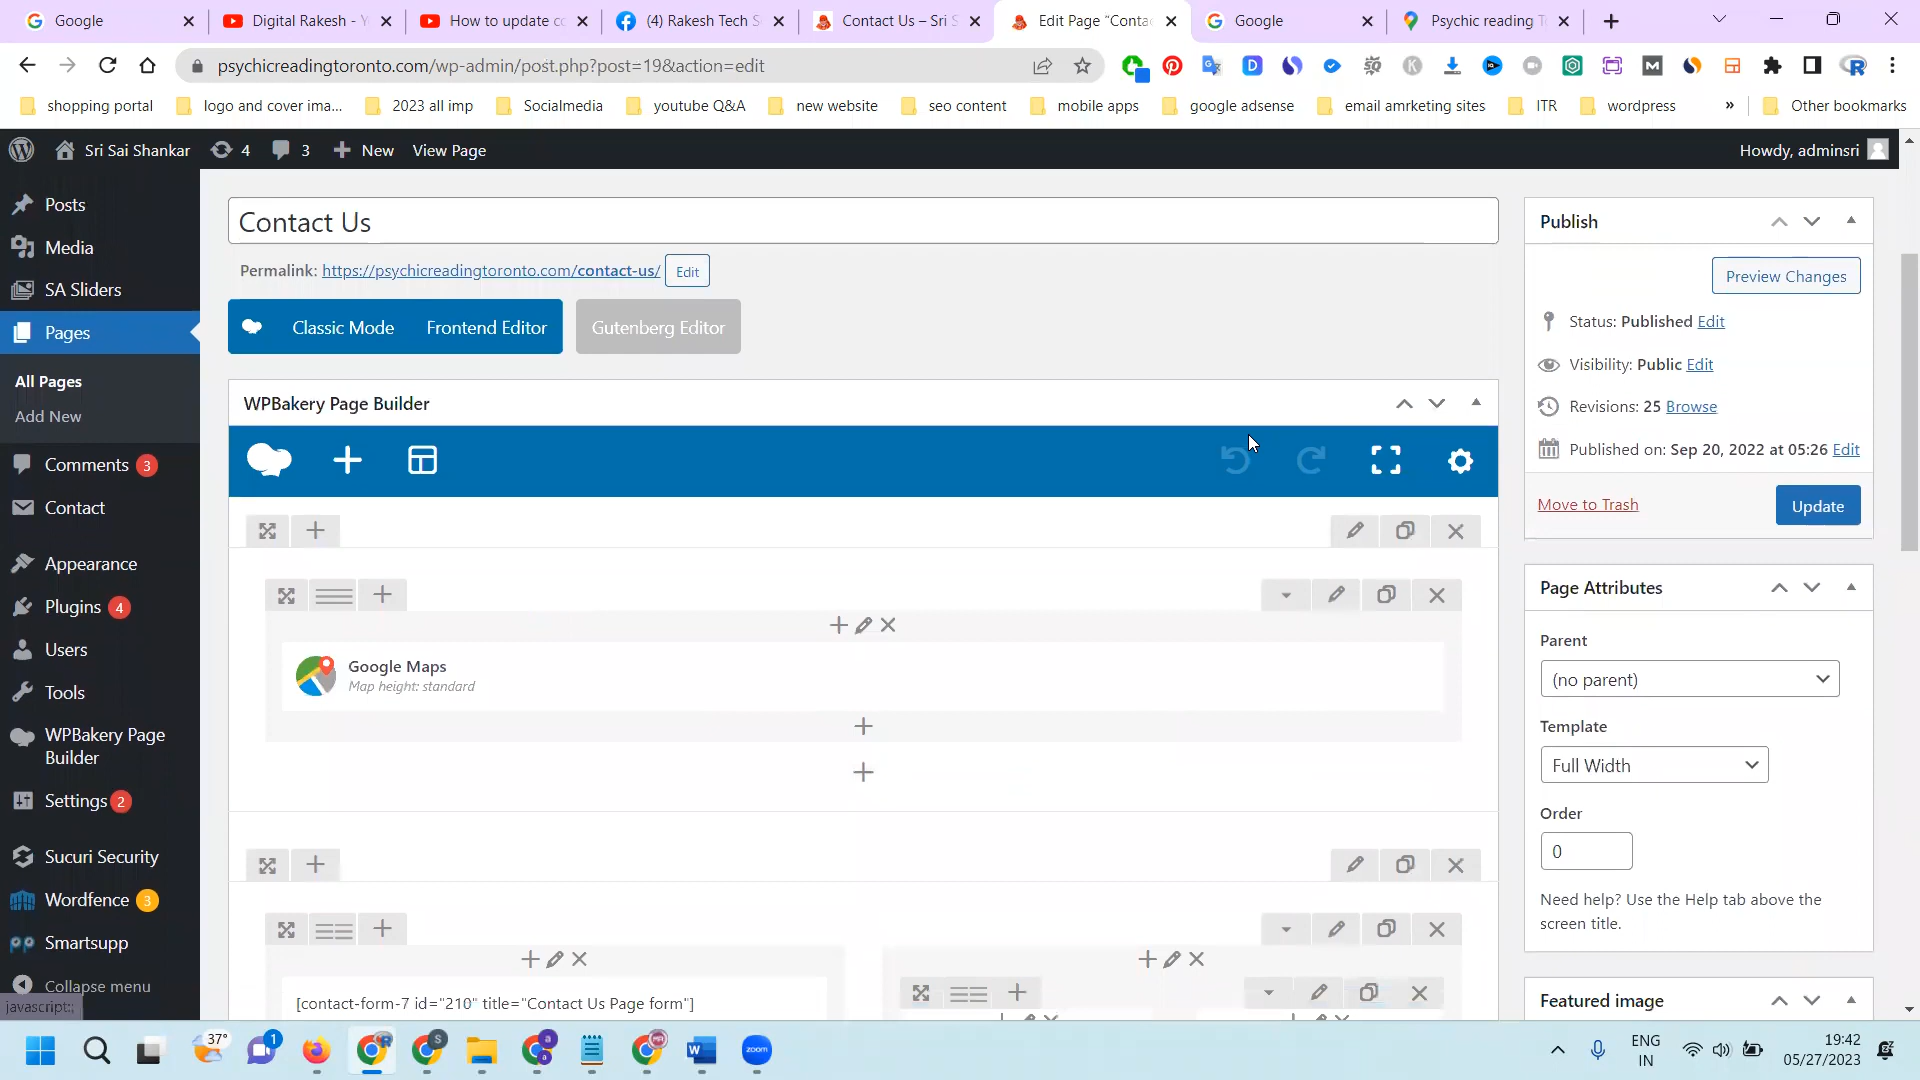 Google
Digital Rakesh - Y
How to update co
(4) Rakesh Tech S
Contact Us – Sri S
Edit Page "Conta
Google
Psychic reading T
psychicreadingtoronto.com/wp-admin/post.php?post=19&action=edit
shopping portal
logo and cover ima...
2023 all imp
Socialmedia
youtube Q&A
new website
seo content
mobile apps
google adsense
email amrketing sites
ITR
wordpress
»
Other bookmarks
Sri Sai Shankar
4
3
New
View Page
Howdy, adminsri
Posts
Media
SA Sliders
Pages
All Pages
Add New
Comments 3
Contact
Appearance
Plugins 4
Users
Tools
WPBakery Page
Builder
Settings 2
Sucuri Security
Wordfence 3
Smartsupp
Collapse menu
javascript:;
Contact Us
Permalink: https://psychicreadingtoronto.com/contact-us/ Edit
Classic Mode
Frontend Editor
Gutenberg Editor
WPBakery Page Builder
Google Maps
Map height: standard
[contact-form-7 id="210" title="Contact Us Page form"]
Publish
Preview Changes
Status: Published Edit
Visibility: Public Edit
Revisions: 25 Browse
Published on: Sep 20, 2022 at 05:26 Edit
Move to Trash
Update
Page Attributes
Parent
(no parent)
Template
Full Width
Order
0
Need help? Use the Help tab above the
screen title.
Featured image
37°
1
S
a
a
zoom
ENG
IN
19:42
05/27/2023